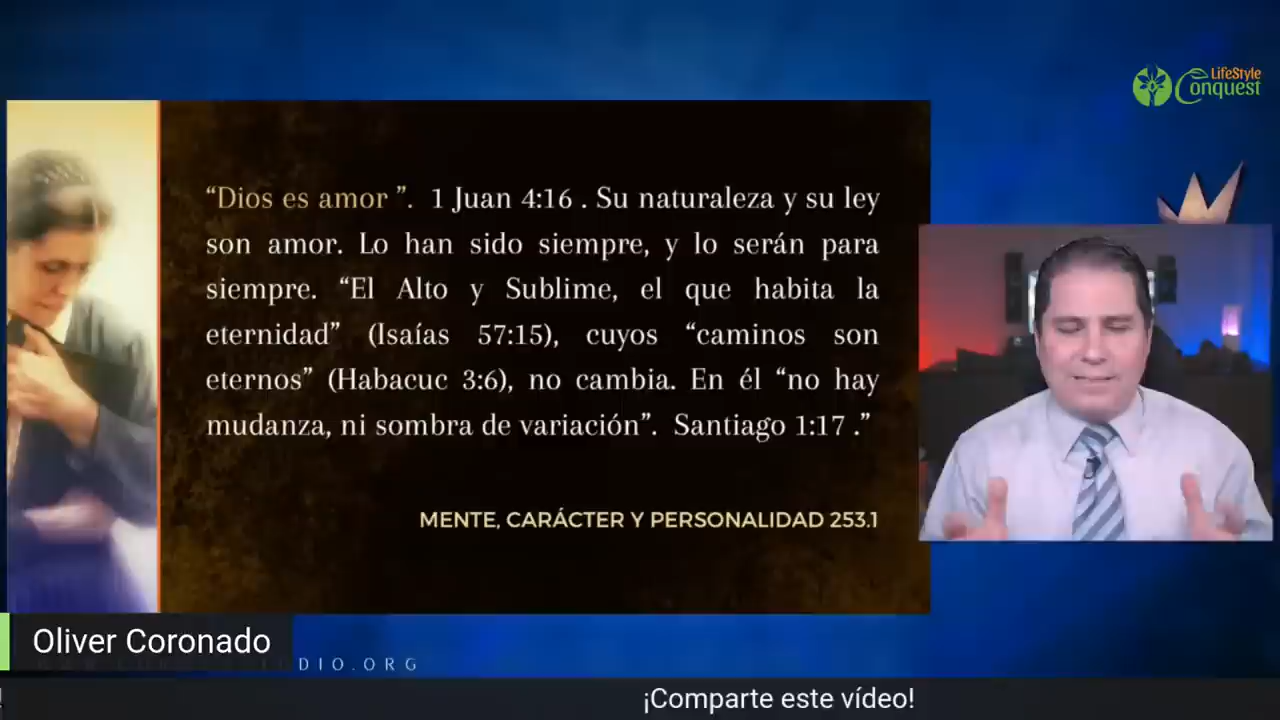 LifeStyle
Conquest
“Dios es amor ”. 1 Juan 4:16 . Su naturaleza y su ley
son amor. Lo han sido siempre, y lo serán para
siempre. “El Alto y Sublime, el que habita la
eternidad” (Isaías 57:15), cuyos “caminos son
eternos” (Habacuc 3:6), no cambia. En él “no hay
mudanza, ni sombra de variación”. Santiago 1:17 .”
MENTE, CARÁCTER Y PERSONALIDAD 253.1
Oliver Coronado
DIO.ORG
¡Comparte este vídeo!